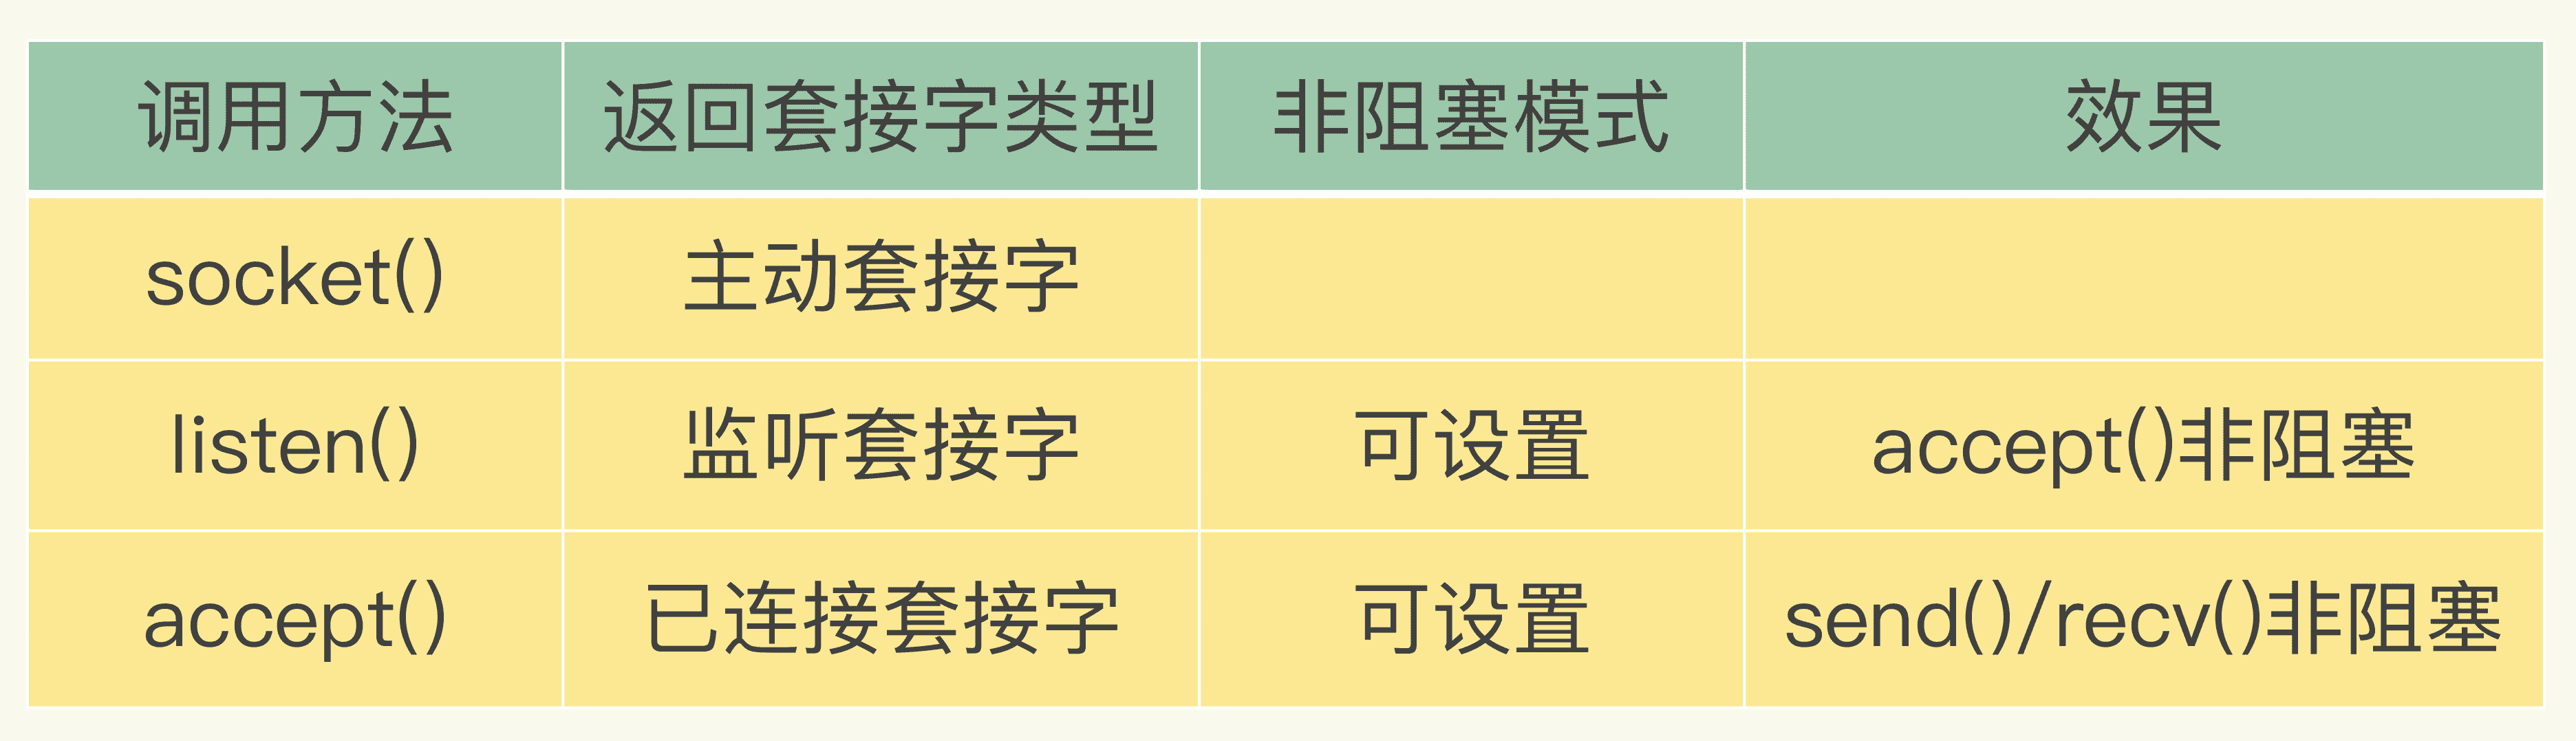 调用方法 返回套接字类型 非阻塞模式 效果
socket() 主动套接字
listen() 监听套接字 可设置 accept()非阻塞
accept() 已连接套接字 可设置 send()/recv()非阻塞